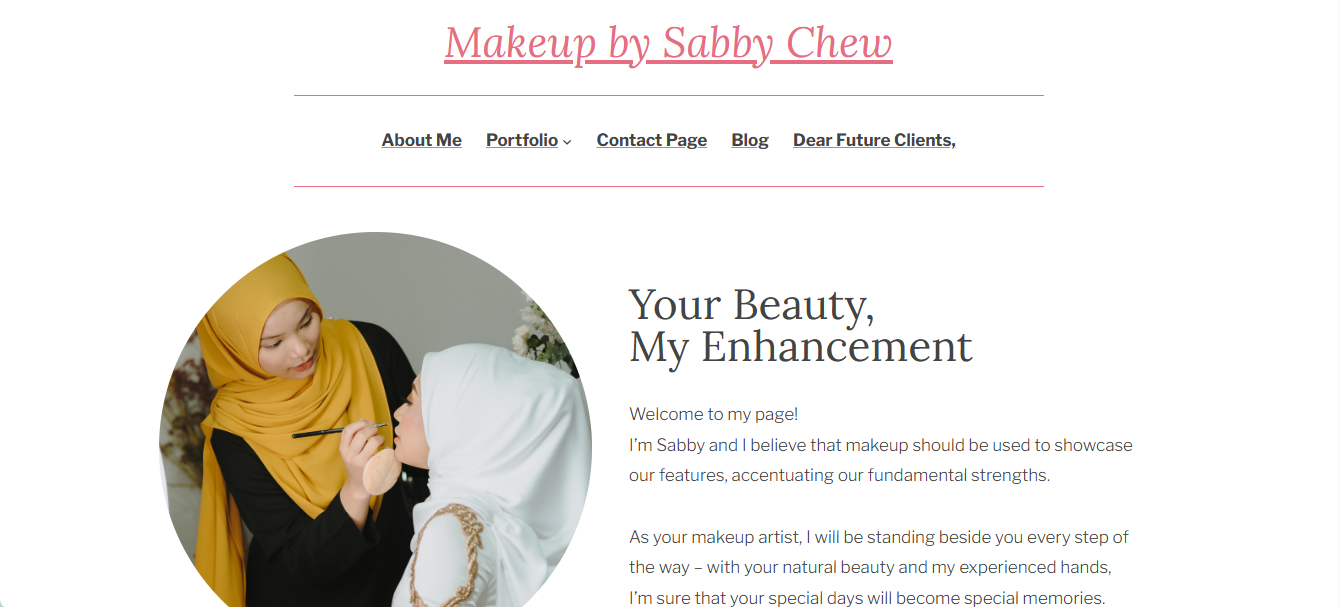 Makeup by Sabby Chew
About Me Portfolio Contact Page Blog Dear Future Clients,
Your Beauty,
My Enhancement
Welcome to my page!
I’m Sabby and I believe that makeup should be used to showcase
our features, accentuating our fundamental strengths.
As your makeup artist, I will be standing beside you every step of
the way – with your natural beauty and my experienced hands,
I’m sure that your special days will become special memories.